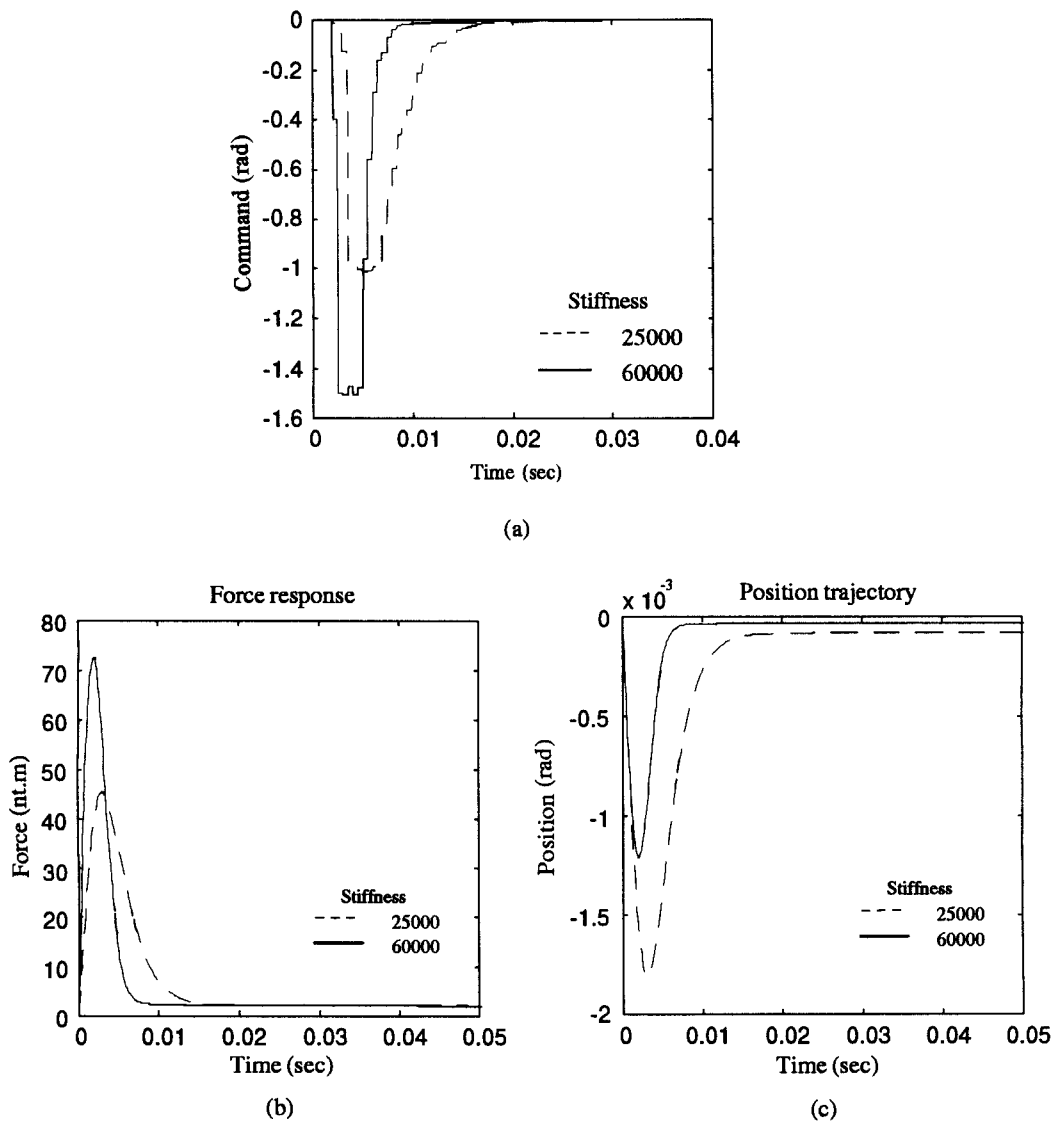 0
-0.2
-0.4
-0.6
-0.8
-1
-1.2
-1.4
-1.6
Command (rad)
Stiffness
25000
60000
0 0.01 0.02 0.03 0.04
Time (sec)
(a)
Force response
80
70
60
50
40
30
20
10
0
Force (nt.m)
Stiffness
25000
60000
0 0.01 0.02 0.03 0.04 0.05
Time (sec)
(b)
x 10^-3
Position trajectory
0
-0.5
-1
-1.5
-2
Position (rad)
Stiffness
25000
60000
0 0.01 0.02 0.03 0.04 0.05
Time (sec)
(c)